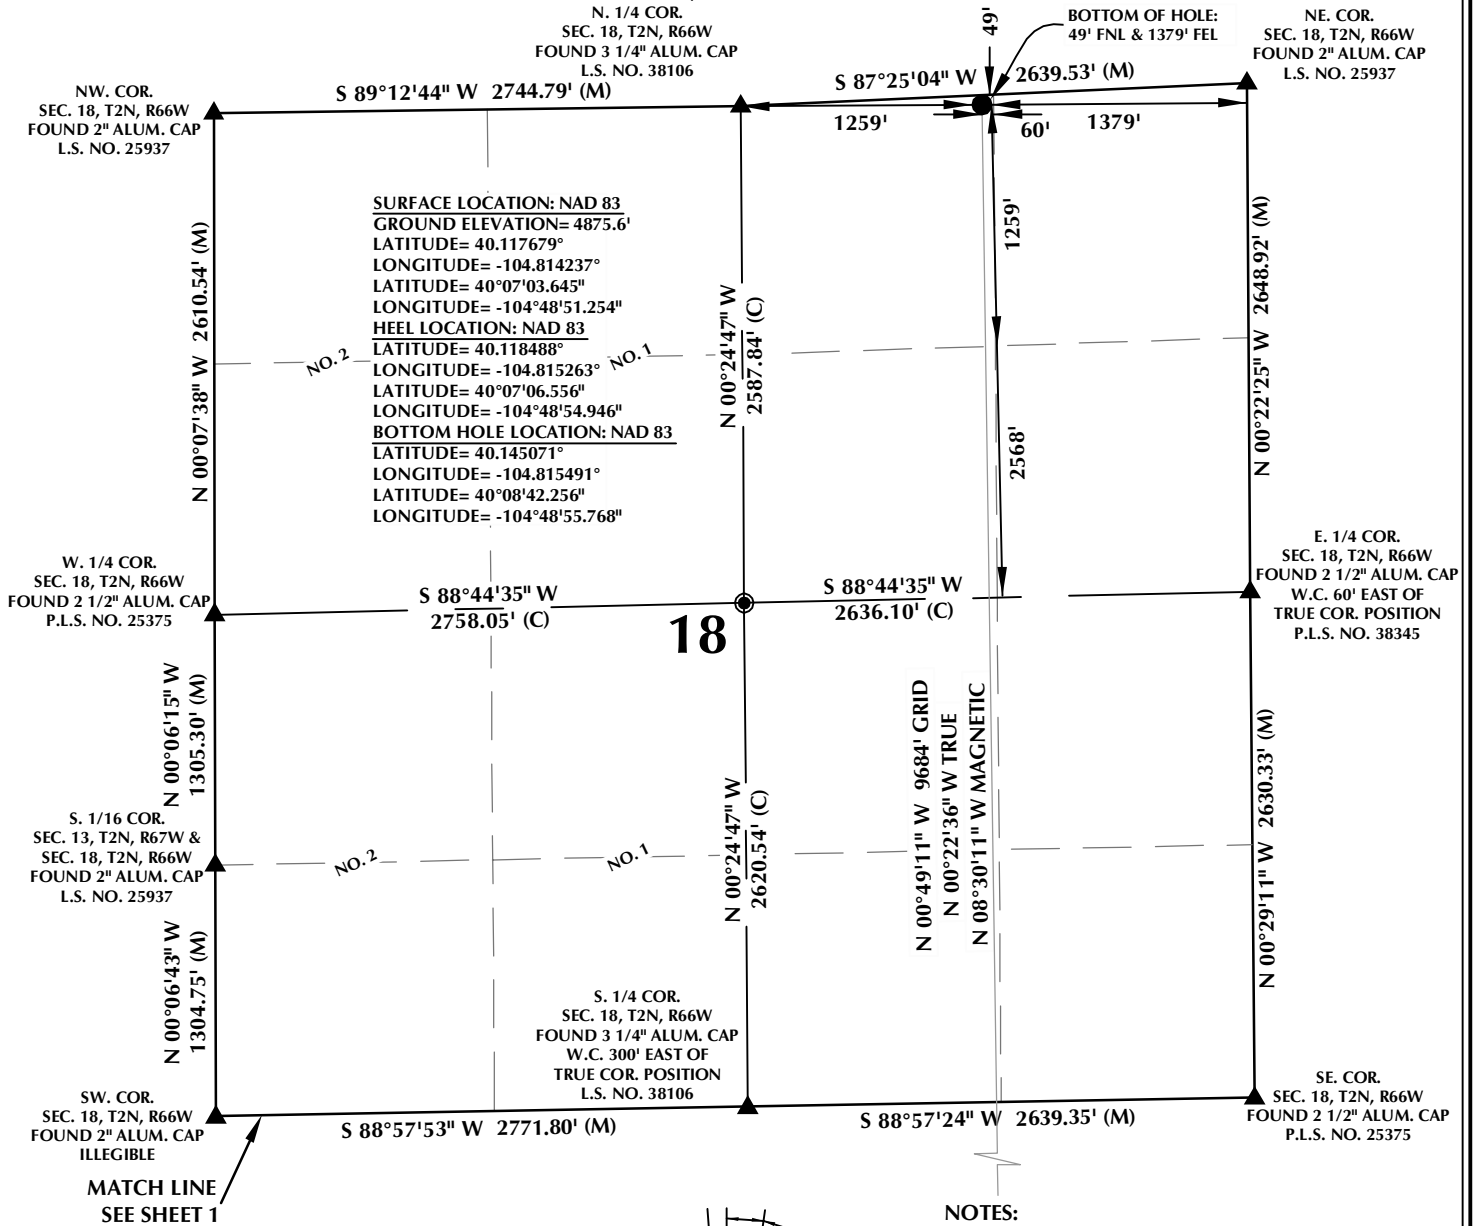 N. 1/4 COR.
SEC. 18, T2N, R66W
FOUND 3 1/4" ALUM. CAP
L.S. NO. 38106
49'
BOTTOM OF HOLE:
49' FNL & 1379' FEL
NE. COR.
SEC. 18, T2N, R66W
FOUND 2" ALUM. CAP
L.S. NO. 25937
NW. COR.
SEC. 18, T2N, R66W
FOUND 2" ALUM. CAP
L.S. NO. 25937
S 89°12'44" W 2744.79' (M)
S 87°25'04" W 2639.53' (M)
1259'
60'
1379'
SURFACE LOCATION: NAD 83
GROUND ELEVATION= 4875.6'
LATITUDE= 40.117679°
LONGITUDE= -104.814237°
LATITUDE= 40°07'03.645"
LONGITUDE= -104°48'51.254"
HEEL LOCATION: NAD 83
LATITUDE= 40.118488°
LONGITUDE= -104.815263°
LATITUDE= 40°07'06.556"
LONGITUDE= -104°48'54.946"
BOTTOM HOLE LOCATION: NAD 83
LATITUDE= 40.145071°
LONGITUDE= -104.815491°
LATITUDE= 40°08'42.256"
LONGITUDE= -104°48'55.768"
N 00°07'38" W 2610.54' (M)
NO. 2
NO. 1
N 00°24'47" W
2587.84' (C)
1259'
2568'
N 00°22'25" W 2648.92' (M)
W. 1/4 COR.
SEC. 18, T2N, R66W
FOUND 2 1/2" ALUM. CAP
P.L.S. NO. 25375
S 88°44'35" W
2758.05' (C)
18
S 88°44'35" W
2636.10' (C)
E. 1/4 COR.
SEC. 18, T2N, R66W
FOUND 2 1/2" ALUM. CAP
W.C. 60' EAST OF
TRUE COR. POSITION
P.L.S. NO. 38345
N 00°06'15" W
1305.30' (M)
S. 1/16 COR.
SEC. 13, T2N, R67W &
SEC. 18, T2N, R66W
FOUND 2" ALUM. CAP
L.S. NO. 25937
NO. 2
NO. 1
N 00°24'47" W
2620.54' (C)
N 00°49'11" W 9684' GRID
N 00°22'36" W TRUE
N 08°30'11" W MAGNETIC
N 00°29'11" W 2630.33' (M)
N 00°06'43" W
1304.75' (M)
S. 1/4 COR.
SEC. 18, T2N, R66W
FOUND 3 1/4" ALUM. CAP
W.C. 300' EAST OF
TRUE COR. POSITION
L.S. NO. 38106
SW. COR.
SEC. 18, T2N, R66W
FOUND 2" ALUM. CAP
ILLEGIBLE
S 88°57'53" W 2771.80' (M)
S 88°57'24" W 2639.35' (M)
SE. COR.
SEC. 18, T2N, R66W
FOUND 2 1/2" ALUM. CAP
P.L.S. NO. 25375
MATCH LINE
SEE SHEET 1
NOTES: